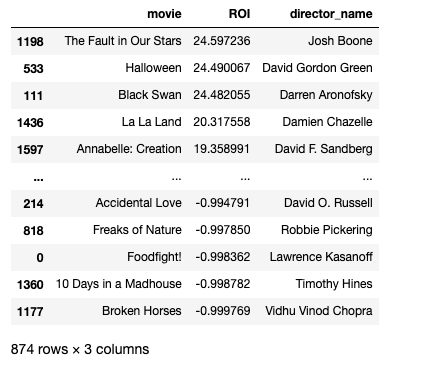 movie ROI director_name
1198 The Fault in Our Stars 24.597236 Josh Boone
533 Halloween 24.490067 David Gordon Green
111 Black Swan 24.482055 Darren Aronofsky
1436 La La Land 20.317558 Damien Chazelle
1597 Annabelle: Creation 19.358991 David F. Sandberg
... ... ... ...
214 Accidental Love -0.994791 David O. Russell
818 Freaks of Nature -0.997850 Robbie Pickering
0 Foodfight! -0.998362 Lawrence Kasanoff
1360 10 Days in a Madhouse -0.998782 Timothy Hines
1177 Broken Horses -0.999769 Vidhu Vinod Chopra
874 rows × 3 columns